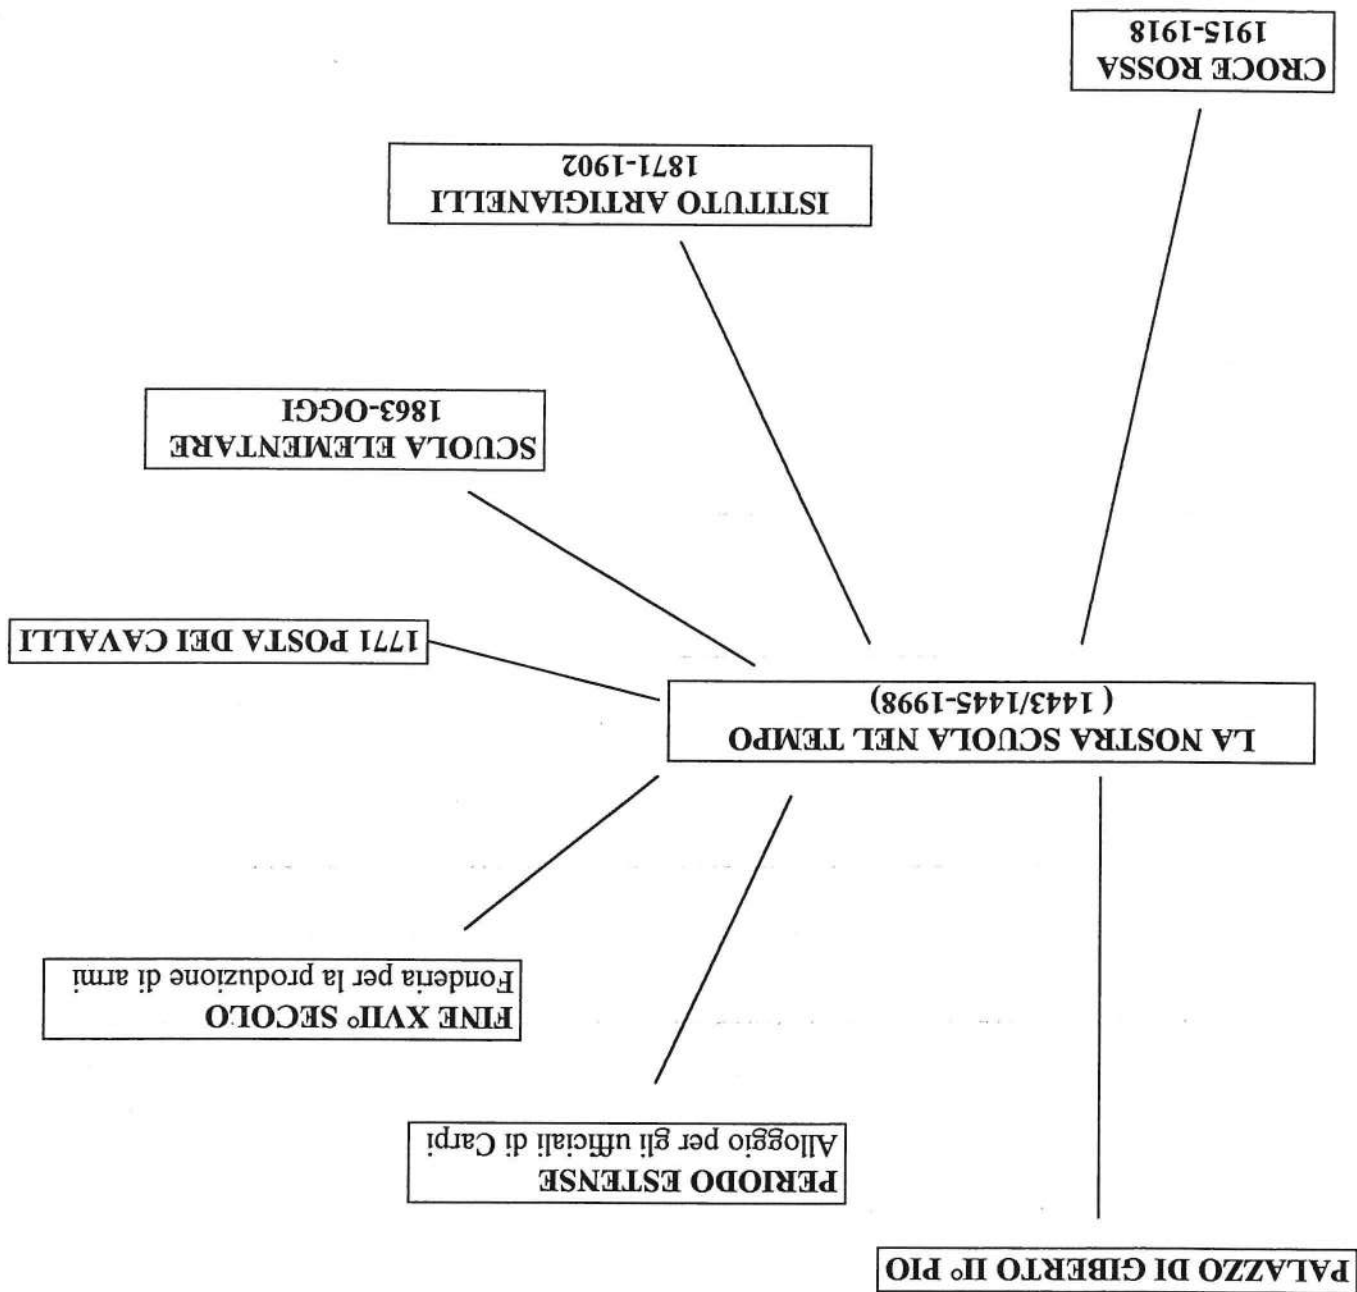 PALAZZO DI GIBERTO II° PIO
PERIODO ESTENSE
Alloggio per gli ufficiali di Carpi
FINE XVII° SECOLO
Fonderia per la produzione di armi
LA NOSTRA SCUOLA NEL TEMPO
( 1443/1445-1998)
1771 POSTA DEI CAVALLI
SCUOLA ELEMENTARE
1863-OGGI
ISTITUTO ARTIGIANELLI
1871-1902
CROCE ROSSA
1915-1918